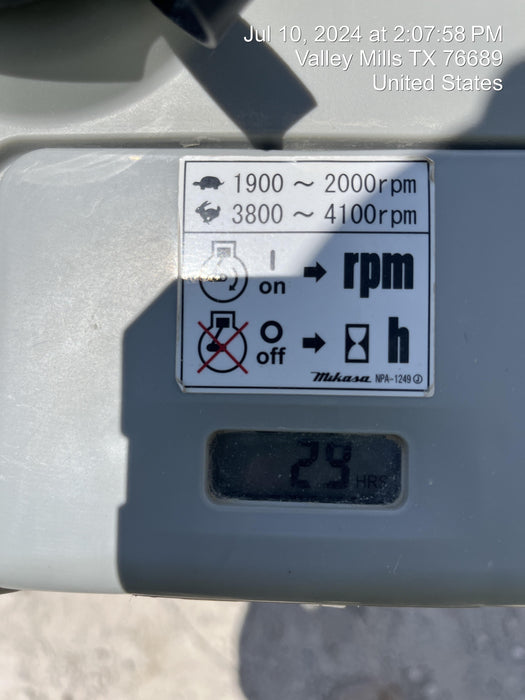 Jul 10, 2024 at 2:07:58 PM
Valley Mills TX 76689
United States
1900 ~ 2000rpm
3800 ~ 4100rpm
I
on
rpm
O
off
h
Mikasa NPA-1249 Ⓙ
29 HRS